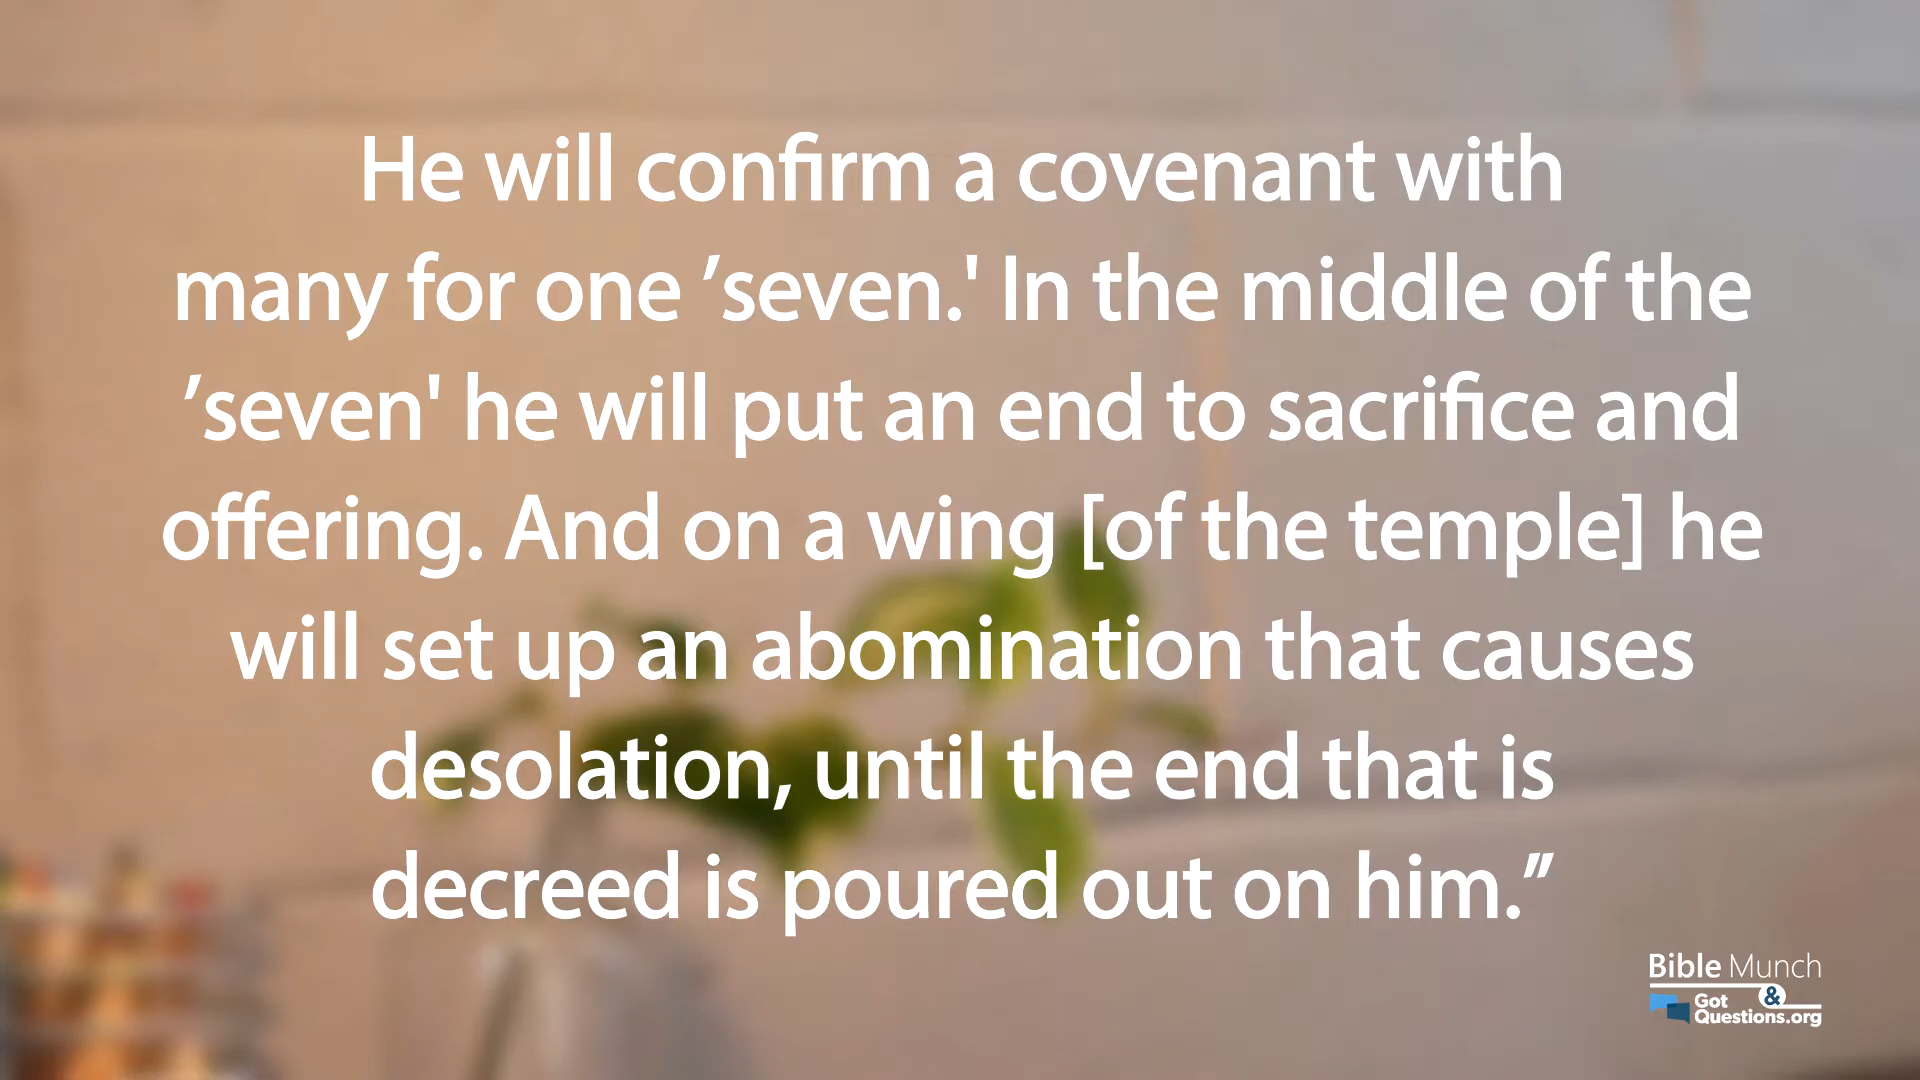 He will confirm a covenant with
many for one ′seven.' In the middle of the
′seven' he will put an end to sacrifice and
offering. And on a wing [of the temple] he
will set up an abomination that causes
desolation, until the end that is
decreed is poured out on him.”
Bible Munch
&
Got
Questions.org